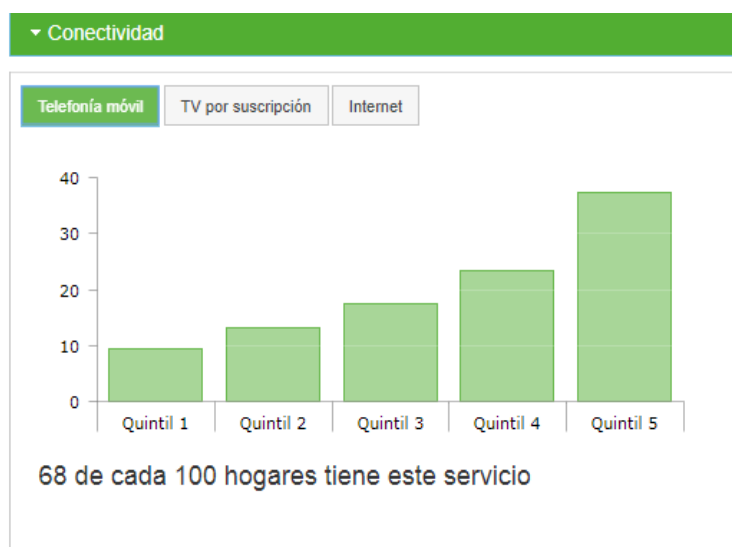 Conectividad
Telefonía móvil TV por suscripción Internet
40
30
20
10
0
Quintil 1 Quintil 2 Quintil 3 Quintil 4 Quintil 5
68 de cada 100 hogares tiene este servicio